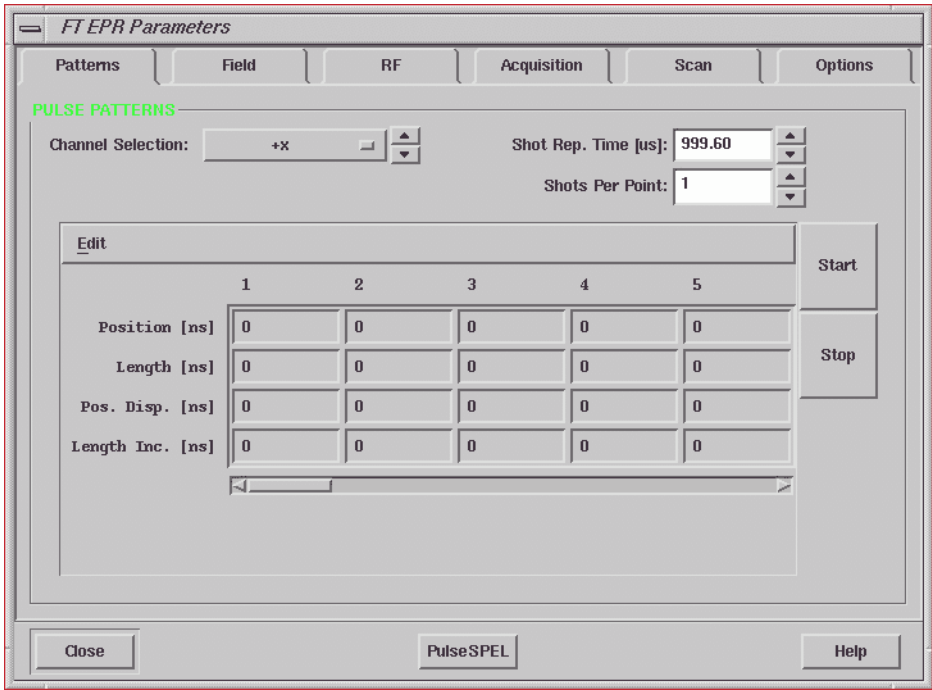 FT EPR Parameters
Patterns Field RF Acquisition Scan Options
PULSE PATTERNS
Channel Selection: +x Shot Rep. Time [us]: 999.60
Shots Per Point: 1
Edit
Start
1 2 3 4 5
Position [ns] 0 0 0 0 0
Stop
Length [ns] 0 0 0 0 0
Pos. Disp. [ns] 0 0 0 0 0
Length Inc. [ns] 0 0 0 0 0
Close PulseSPEL Help